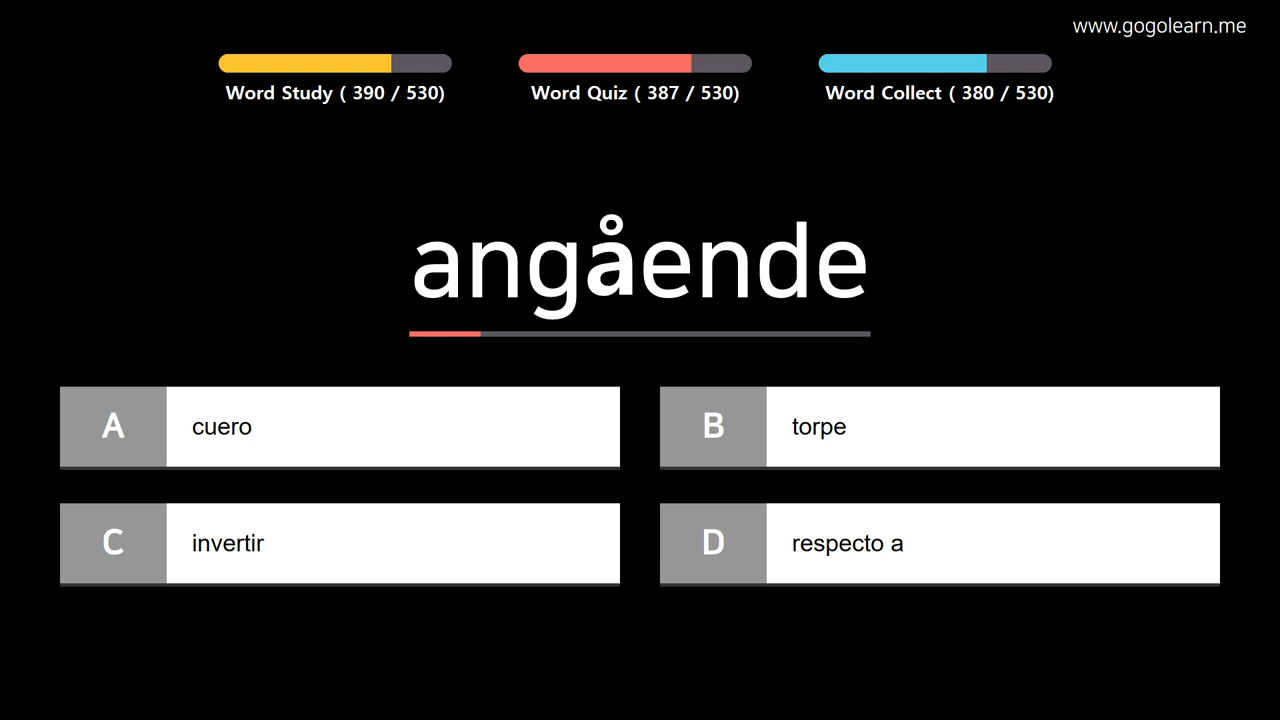 www.gogolearn.me
Word Study ( 390 / 530)
Word Quiz ( 387 / 530)
Word Collect ( 380 / 530)
angående
A cuero
B torpe
C invertir
D respecto a